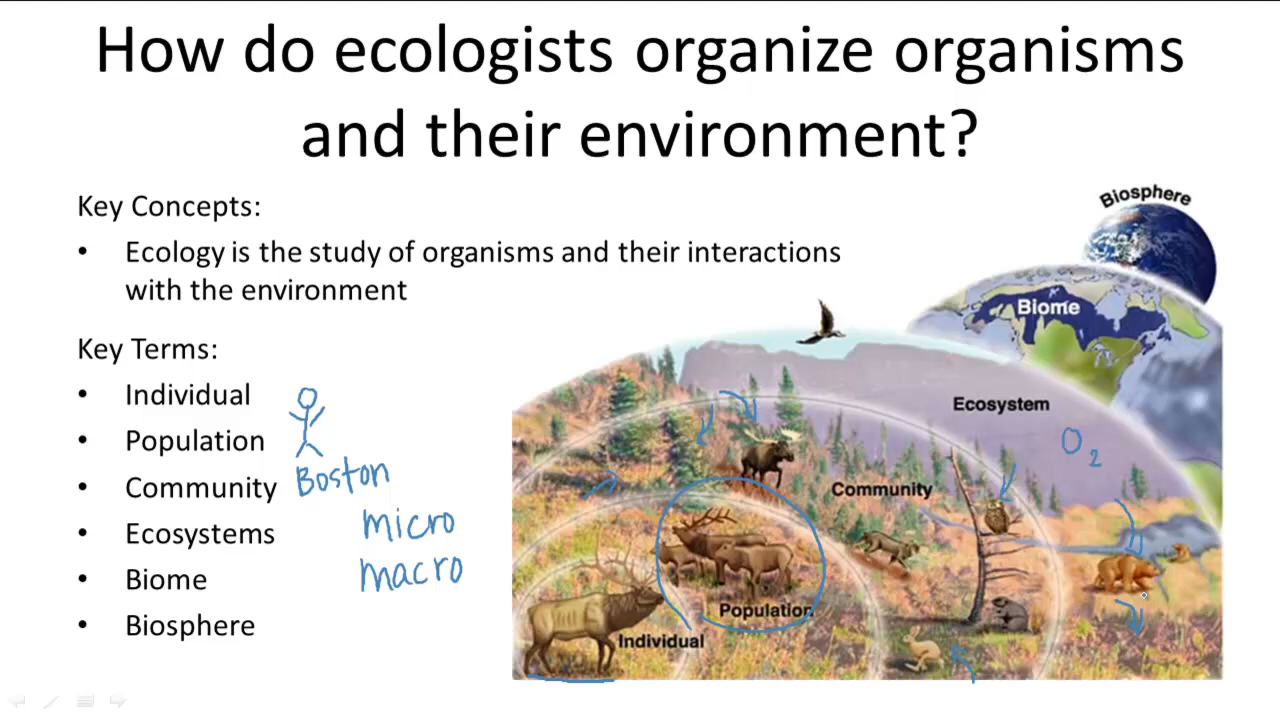 How do ecologists organize organisms
and their environment?
Key Concepts:
• Ecology is the study of organisms and their interactions
with the environment
Key Terms:
• Individual
• Population
• Community
• Ecosystems
• Biome
• Biosphere
Boston
micro
macro
Biosphere
Biome
Ecosystem
O2
Community
Population
Individual